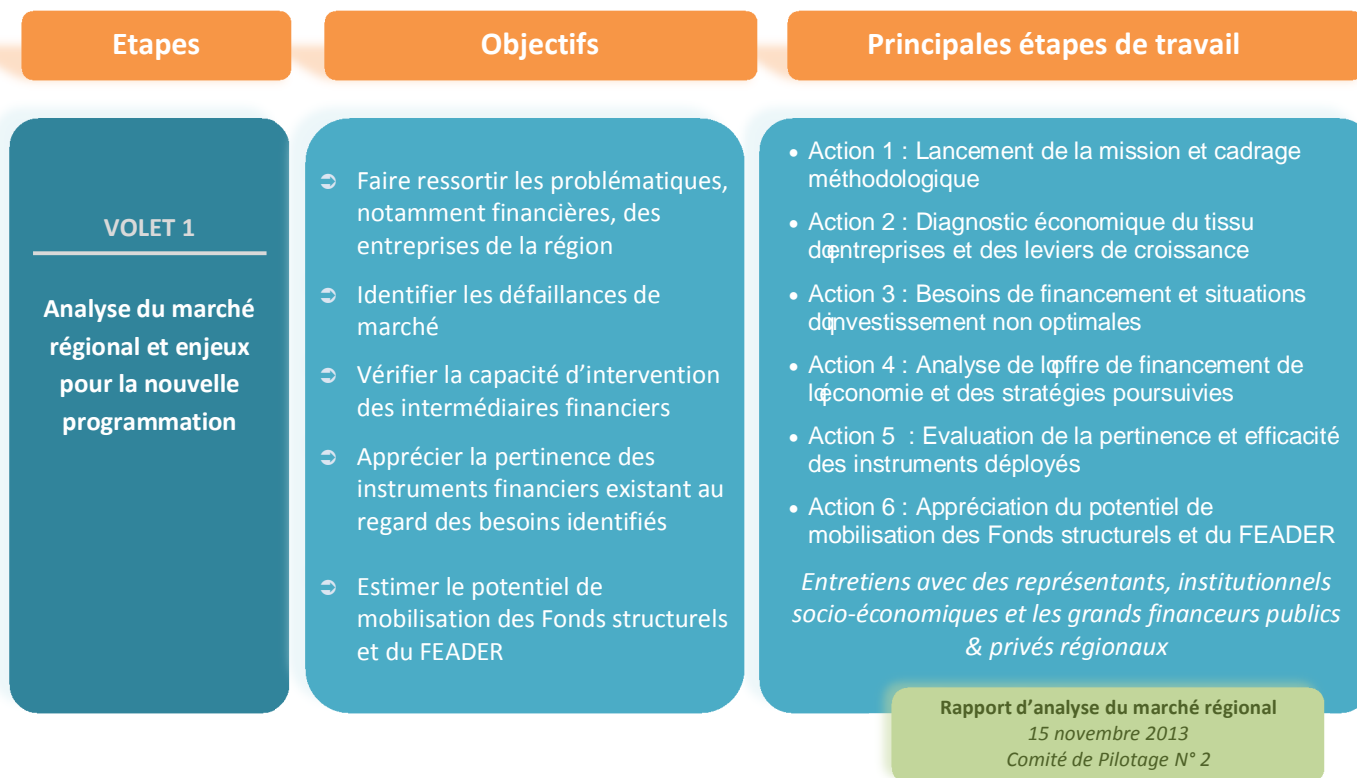 Etapes
Objectifs
Principales étapes de travail
VOLET 1
Analyse du marché
régional et enjeux
pour la nouvelle
programmation
➲ Faire ressortir les problématiques,
notamment financières, des
entreprises de la région
➲ Identifier les défaillances de
marché
➲ Vérifier la capacité d’intervention
des intermédiaires financiers
➲ Apprécier la pertinence des
instruments financiers existant au
regard des besoins identifiés
➲ Estimer le potentiel de
mobilisation des Fonds structurels
et du FEADER
• Action 1 : Lancement de la mission et cadrage
méthodologique
• Action 2 : Diagnostic économique du tissu
dφentreprises et des leviers de croissance
• Action 3 : Besoins de financement et situations
dφinvestissement non optimales
• Action 4 : Analyse de lφoffre de financement de
lφéconomie et des stratégies poursuivies
• Action 5 : Evaluation de la pertinence et efficacité
des instruments déployés
• Action 6 : Appréciation du potentiel de
mobilisation des Fonds structurels et du FEADER
Entretiens avec des représentants, institutionnels
socio-économiques et les grands financeurs publics
& privés régionaux
Rapport d’analyse du marché régional
15 novembre 2013
Comité de Pilotage N° 2